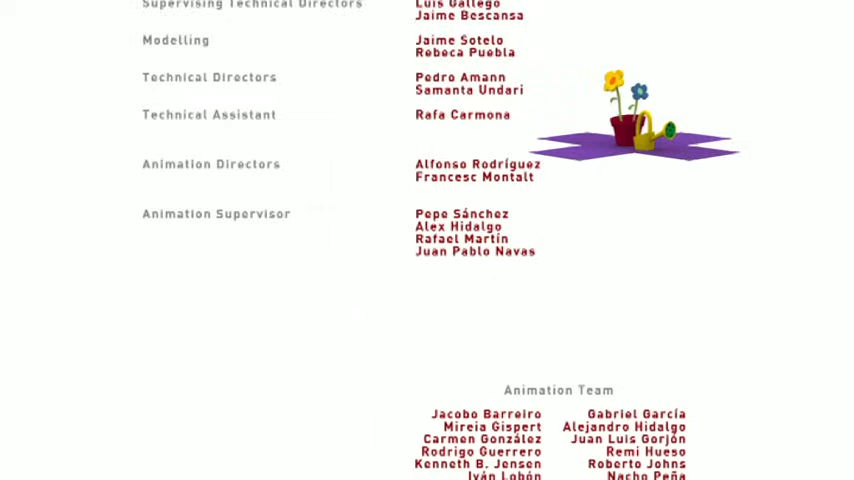 Supervising Technical Directors Luis Gallego
Jaime Bescansa
Modelling Jaime Sotelo
Rebeca Puebla
Technical Directors Pedro Amann
Samanta Undari
Technical Assistant Rafa Carmona
Animation Directors Alfonso Rodríguez
Francesc Montalt
Animation Supervisor Pepe Sánchez
Alex Hidalgo
Rafael Martín
Juan Pablo Navas
Animation Team
Jacobo Barreiro Gabriel García
Mireia Gispert Alejandro Hidalgo
Carmen González Juan Luis Gorjón
Rodrigo Guerrero Remi Hueso
Kenneth B. Jensen Roberto Johns
Iván Lobón Nacho Peña